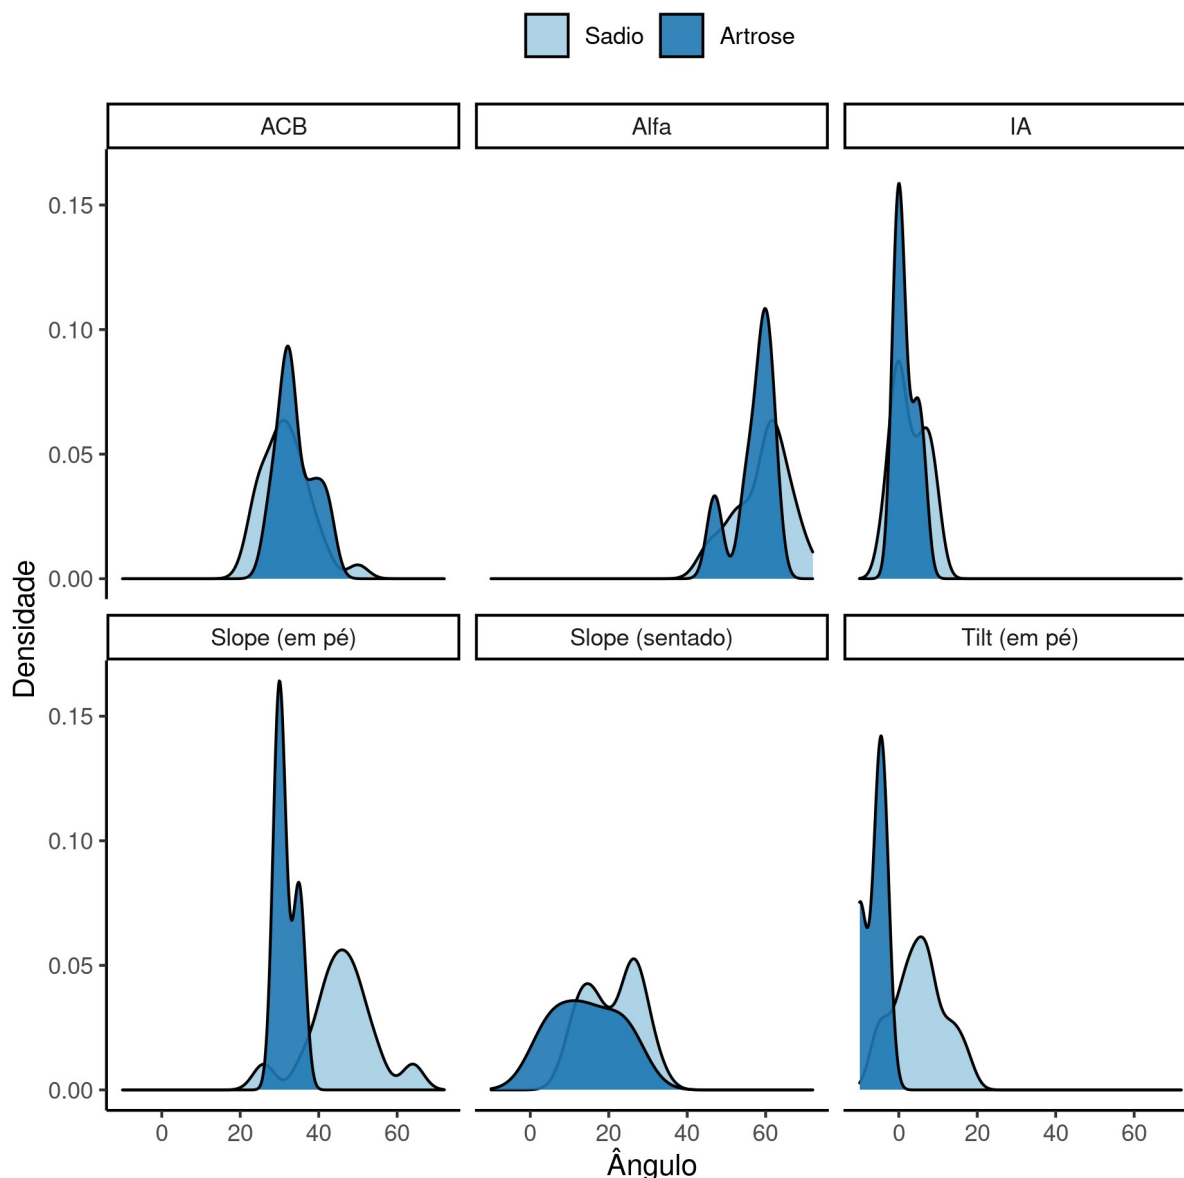 Sadio Artrose
ACB Alfa IA
0.15
0.10
0.05
0.00
Densidade
Slope (em pé) Slope (sentado) Tilt (em pé)
0.15
0.10
0.05
0.00
0 20 40 60 0 20 40 60 0 20 40 60
Ângulo